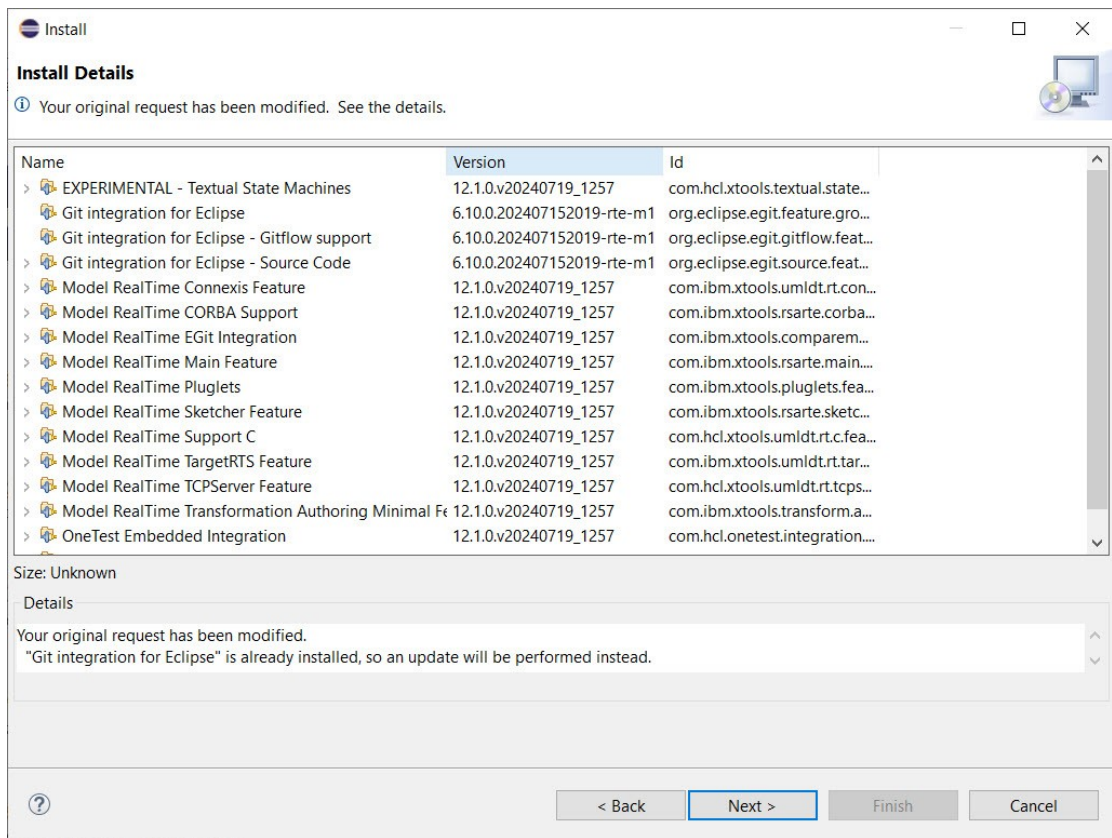 Install
Install Details
Your original request has been modified.  See the details.
Name Version Id
EXPERIMENTAL - Textual State Machines 12.1.0.v20240719_1257 com.hcl.xtools.textual.state...
Git integration for Eclipse 6.10.0.202407152019-rte-m1 org.eclipse.egit.feature.gro...
Git integration for Eclipse - Gitflow support 6.10.0.202407152019-rte-m1 org.eclipse.egit.gitflow.feat...
Git integration for Eclipse - Source Code 6.10.0.202407152019-rte-m1 org.eclipse.egit.source.feat...
Model RealTime Connexis Feature 12.1.0.v20240719_1257 com.ibm.xtools.umldt.rt.con...
Model RealTime CORBA Support 12.1.0.v20240719_1257 com.ibm.xtools.rsarte.corba...
Model RealTime EGit Integration 12.1.0.v20240719_1257 com.ibm.xtools.comparem...
Model RealTime Main Feature 12.1.0.v20240719_1257 com.ibm.xtools.rsarte.main....
Model RealTime Pluglets 12.1.0.v20240719_1257 com.ibm.xtools.pluglets.fea...
Model RealTime Sketcher Feature 12.1.0.v20240719_1257 com.ibm.xtools.rsarte.sketc...
Model RealTime Support C 12.1.0.v20240719_1257 com.hcl.xtools.umldt.rt.c.fea...
Model RealTime TargetRTS Feature 12.1.0.v20240719_1257 com.ibm.xtools.umldt.rt.tar...
Model RealTime TCPServer Feature 12.1.0.v20240719_1257 com.hcl.xtools.umldt.rt.tcps...
Model RealTime Transformation Authoring Minimal Fe 12.1.0.v20240719_1257 com.ibm.xtools.transform.a...
OneTest Embedded Integration 12.1.0.v20240719_1257 com.hcl.onetest.integration....
Size: Unknown
Details
Your original request has been modified.
"Git integration for Eclipse" is already installed, so an update will be performed instead.
< Back Next > Finish Cancel